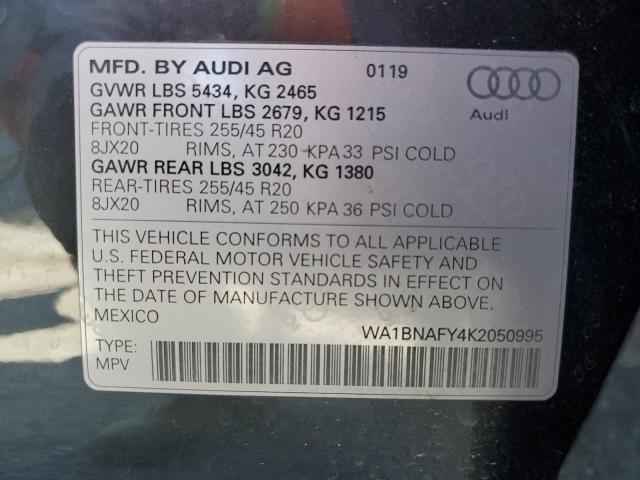 MFD. BY AUDI AG 0119
GVWR LBS 5434, KG 2465
GAWR FRONT LBS 2679, KG 1215
Audi
FRONT-TIRES 255/45 R20
8JX20 RIMS, AT 230 KPA 33 PSI COLD
GAWR REAR LBS 3042, KG 1380
REAR-TIRES 255/45 R20
8JX20 RIMS, AT 250 KPA 36 PSI COLD
THIS VEHICLE CONFORMS TO ALL APPLICABLE
U.S. FEDERAL MOTOR VEHICLE SAFETY AND
THEFT PREVENTION STANDARDS IN EFFECT ON
THE DATE OF MANUFACTURE SHOWN ABOVE.
MEXICO
WA1BNAFY4K2050995
TYPE:
MPV